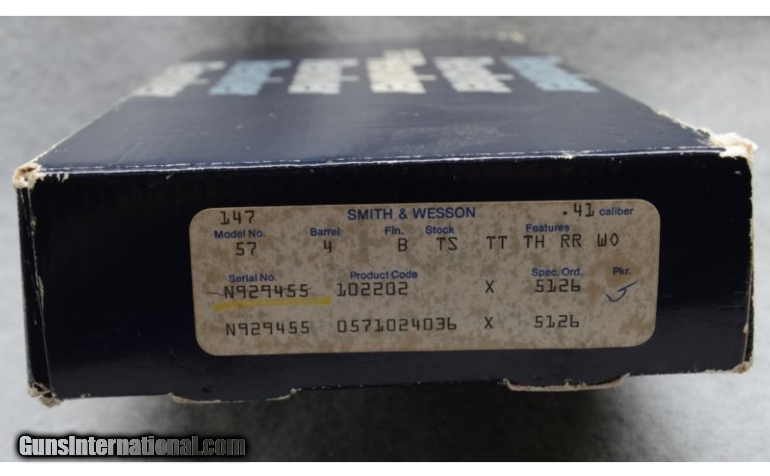 147 SMITH & WESSON .41 caliber
Model No. Barrel Fin. Stock Features
57 4 B TS TT TH RR WO
Serial No. Product Code Spec. Ord. Pkr.
N929455 102202 X 5126
N929455 0571024036 X 5126
GunsInternational.com